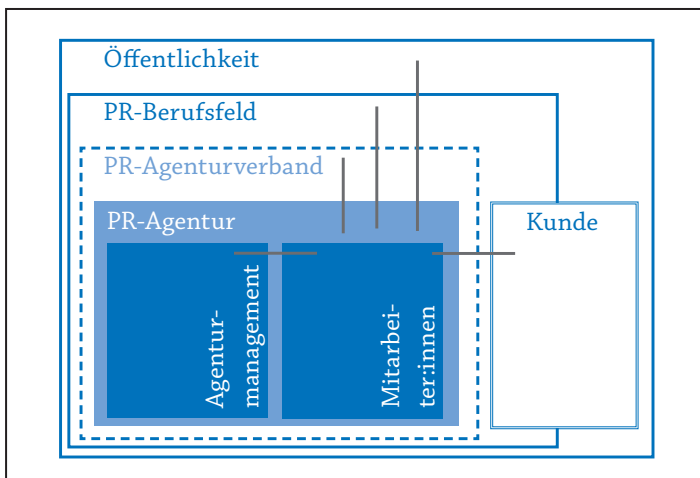 Öffentlichkeit
PR-Berufsfeld
PR-Agenturverband
PR-Agentur
Kunde
Agentur-
management
Mitarbei-
ter:innen